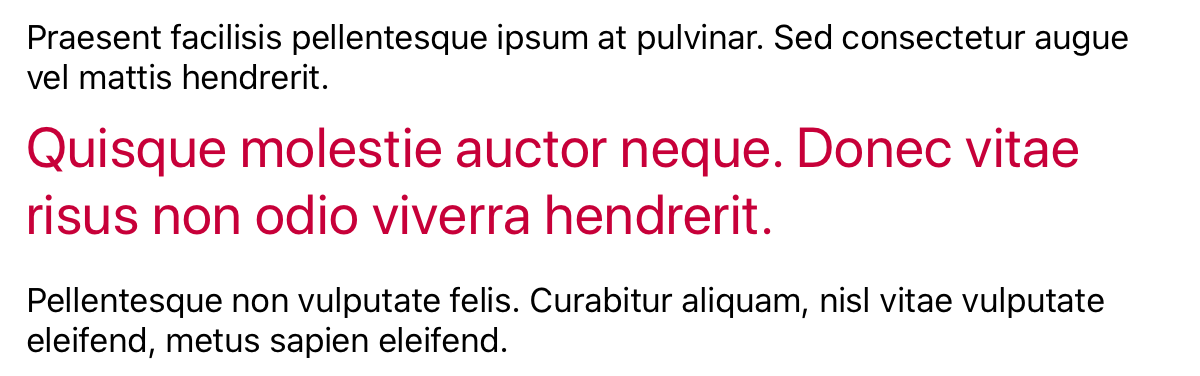 Praesent facilisis pellentesque ipsum at pulvinar. Sed consectetur augue
vel mattis hendrerit.
Quisque molestie auctor neque. Donec vitae
risus non odio viverra hendrerit.
Pellentesque non vulputate felis. Curabitur aliquam, nisl vitae vulputate
eleifend, metus sapien eleifend.